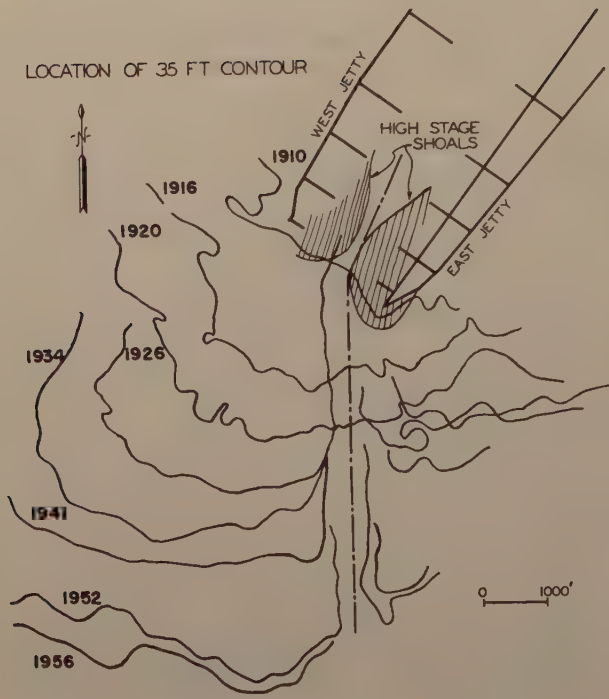 LOCATION OF 35 FT CONTOUR
N
WEST JETTY
HIGH STAGE
SHOALS
EAST JETTY
1910
1916
1920
1934
1926
1941
1952
1956
0 1000'